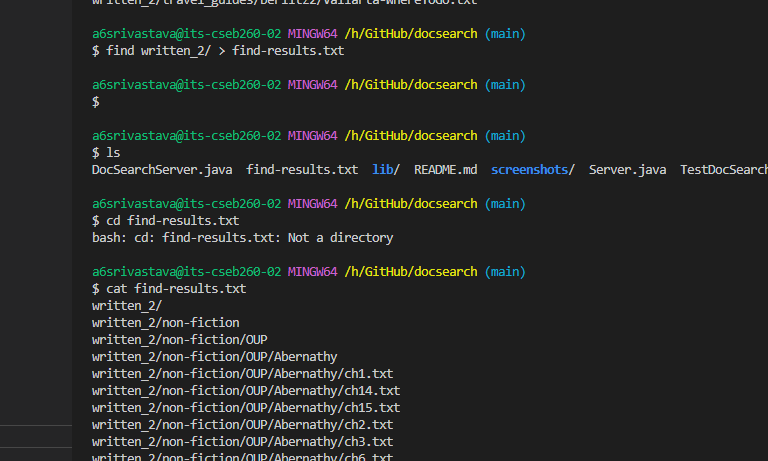 written_2/travel_guides/berlitz2/Vallarta-WhereToGo.txt
a6srivastava@its-cseb260-02 MINGW64 /h/GitHub/docsearch (main)
$ find written_2/ > find-results.txt
a6srivastava@its-cseb260-02 MINGW64 /h/GitHub/docsearch (main)
$
a6srivastava@its-cseb260-02 MINGW64 /h/GitHub/docsearch (main)
$ ls
DocSearchServer.java  find-results.txt  lib/  README.md  screenshots/  Server.java  TestDocSearch
a6srivastava@its-cseb260-02 MINGW64 /h/GitHub/docsearch (main)
$ cd find-results.txt
bash: cd: find-results.txt: Not a directory
a6srivastava@its-cseb260-02 MINGW64 /h/GitHub/docsearch (main)
$ cat find-results.txt
written_2/
written_2/non-fiction
written_2/non-fiction/OUP
written_2/non-fiction/OUP/Abernathy
written_2/non-fiction/OUP/Abernathy/ch1.txt
written_2/non-fiction/OUP/Abernathy/ch14.txt
written_2/non-fiction/OUP/Abernathy/ch15.txt
written_2/non-fiction/OUP/Abernathy/ch2.txt
written_2/non-fiction/OUP/Abernathy/ch3.txt
written_2/non-fiction/OUP/Abernathy/ch6.txt